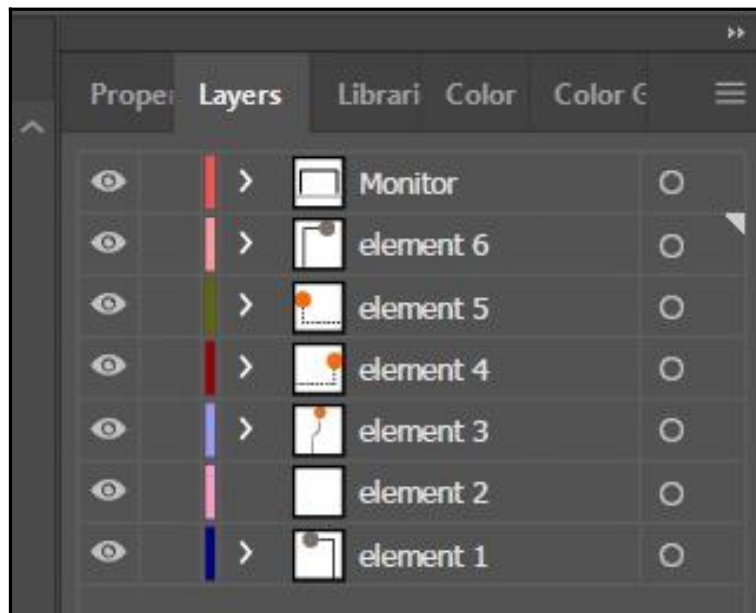 Proper Layers Librari Color Color G
Monitor
element 6
element 5
element 4
element 3
element 2
element 1